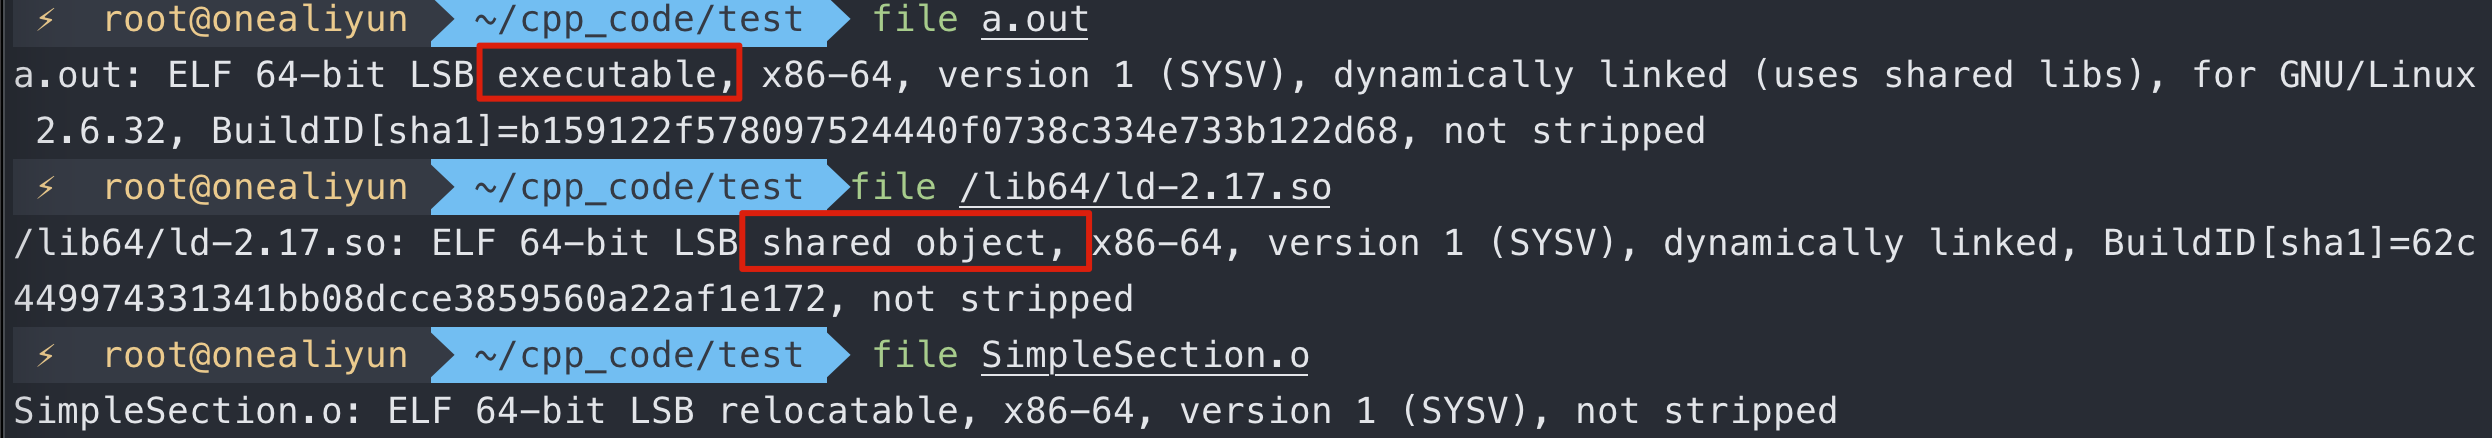 ⚡ root@onealiyun ~/cpp_code/test file a.out
a.out: ELF 64-bit LSB executable, x86-64, version 1 (SYSV), dynamically linked (uses shared libs), for GNU/Linux
2.6.32, BuildID[sha1]=b159122f578097524440f0738c334e733b122d68, not stripped
⚡ root@onealiyun ~/cpp_code/test file /lib64/ld-2.17.so
/lib64/ld-2.17.so: ELF 64-bit LSB shared object, x86-64, version 1 (SYSV), dynamically linked, BuildID[sha1]=62c
449974331341bb08dcce3859560a22af1e172, not stripped
⚡ root@onealiyun ~/cpp_code/test file SimpleSection.o
SimpleSection.o: ELF 64-bit LSB relocatable, x86-64, version 1 (SYSV), not stripped